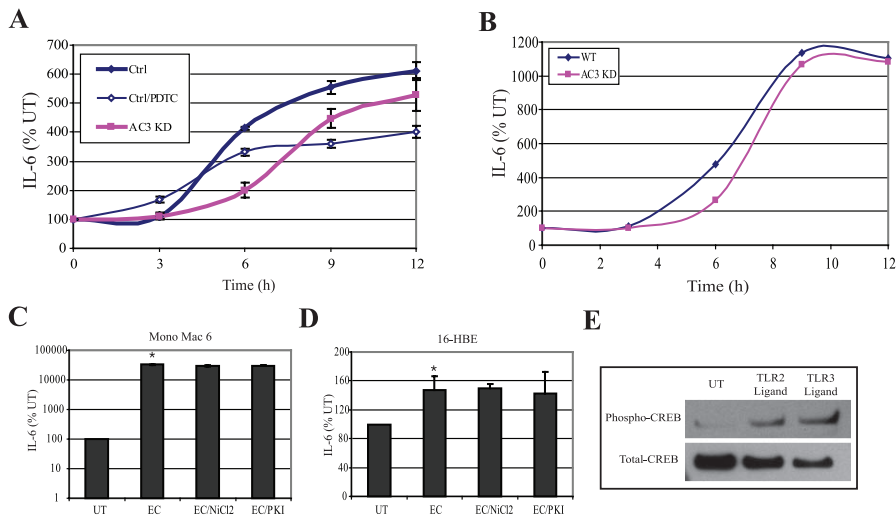 A
IL-6 (% UT)
700
600
500
400
300
200
100
0
Ctrl
Ctrl/PDTC
AC3 KD
0
3
6
9
12
Time (h)
B
IL-6 (% UT)
1200
1000
800
600
400
200
0
WT
AC3 KD
0
2
4
6
8
10
12
Time (h)
C
Mono Mac 6
IL-6 (% UT)
100000
10000
1000
100
10
1
*
UT
EC
EC/NiCl2
EC/PKI
D
16-HBE
IL-6 (% UT)
200
160
120
80
40
0
*
UT
EC
EC/NiCl2
EC/PKI
E
UT
TLR2
Ligand
TLR3
Ligand
Phospho-CREB
Total-CREB